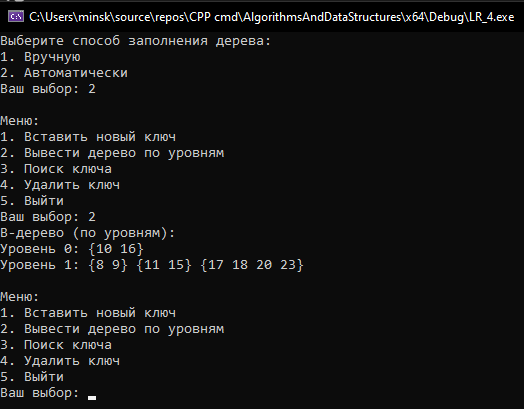 C:\Users\minsk\source\repos\CPP cmd\AlgorithmsAndDataStructures\x64\Debug\LR_4.exe
Выберите способ заполнения дерева:
1. Вручную
2. Автоматически
Ваш выбор: 2
Меню:
1. Вставить новый ключ
2. Вывести дерево по уровням
3. Поиск ключа
4. Удалить ключ
5. Выйти
Ваш выбор: 2
В-дерево (по уровням):
Уровень 0: {10 16}
Уровень 1: {8 9} {11 15} {17 18 20 23}
Меню:
1. Вставить новый ключ
2. Вывести дерево по уровням
3. Поиск ключа
4. Удалить ключ
5. Выйти
Ваш выбор: